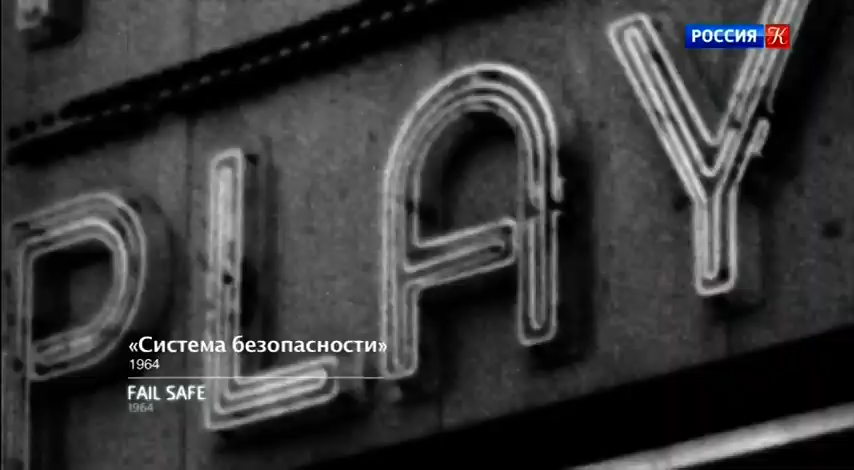 РОССИЯ К
PLAY
«Система безопасности»
1964
FAIL SAFE
1964